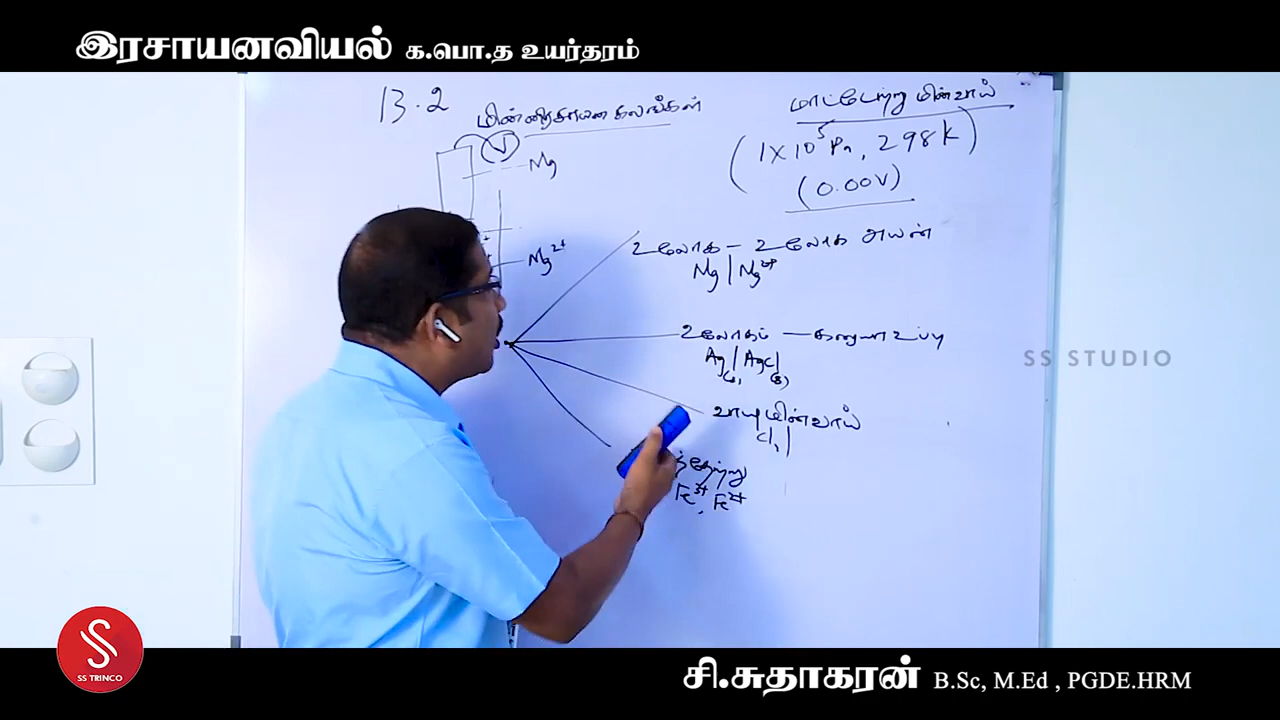 இரசாயனவியல் க.பொ.த உயர்தரம்
13.2 மின்னிரசாயன கலங்கள்
V
Mg
Mg2+
மாட்டேற்று மின்வாய்
(1×10⁵ Pa, 298K)
(0.00V)
உலோக – உலோக அயன்
Mg | Mg2+
உலோகம் — கரையா உப்பு
Ag(s) | AgCl(s)
வாயு மின்வாய்
Cl2 |
Fe3+, Fe2+
SS STUDIO
SS TRINCO
சி.சுதாகரன் B.Sc, M.Ed , PGDE.HRM